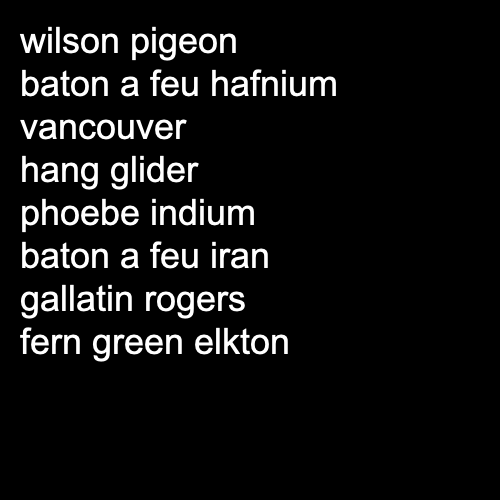 wilson pigeon
baton a feu hafnium
vancouver
hang glider
phoebe indium
baton a feu iran
gallatin rogers
fern green elkton